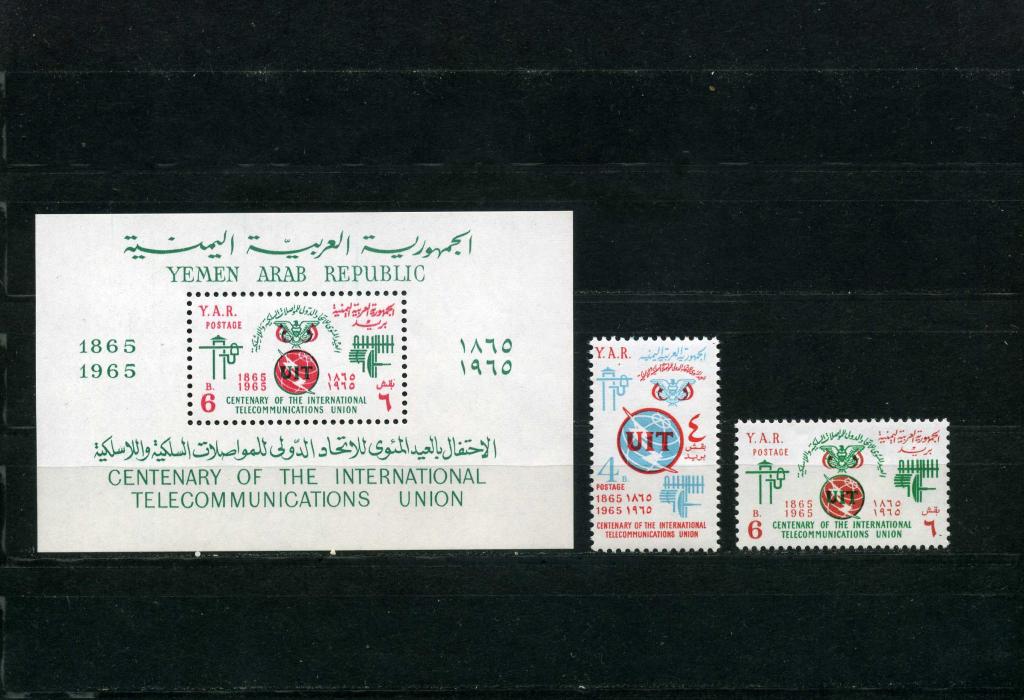 الجمهورية العربية اليمنية
YEMEN ARAB REPUBLIC
Y.A.R. الجمهورية العربية اليمنية
POSTAGE بريد
1865 ١٨٦٥
1965 ١٩٦٥
UIT
1865 ١٨٦٥
1965 ١٩٦٥
B. بقش
6 ٦
CENTENARY OF THE INTERNATIONAL
TELECOMMUNICATIONS UNION
الاحتفال بالعيد المئوي للاتحاد الدولي للمواصلات السلكية واللاسلكية
CENTENARY OF THE INTERNATIONAL
TELECOMMUNICATIONS UNION
Y.A.R. الجمهورية العربية اليمنية
UIT
٤
بقش
بريد
4 B.
POSTAGE
1865 ١٨٦٥
1965 ١٩٦٥
CENTENARY OF THE INTERNATIONAL
TELECOMMUNICATIONS UNION
Y.A.R. الجمهورية العربية اليمنية
POSTAGE بريد
UIT
1865 ١٨٦٥
1965 ١٩٦٥
B. بقش
6 ٦
CENTENARY OF THE INTERNATIONAL
TELECOMMUNICATIONS UNION